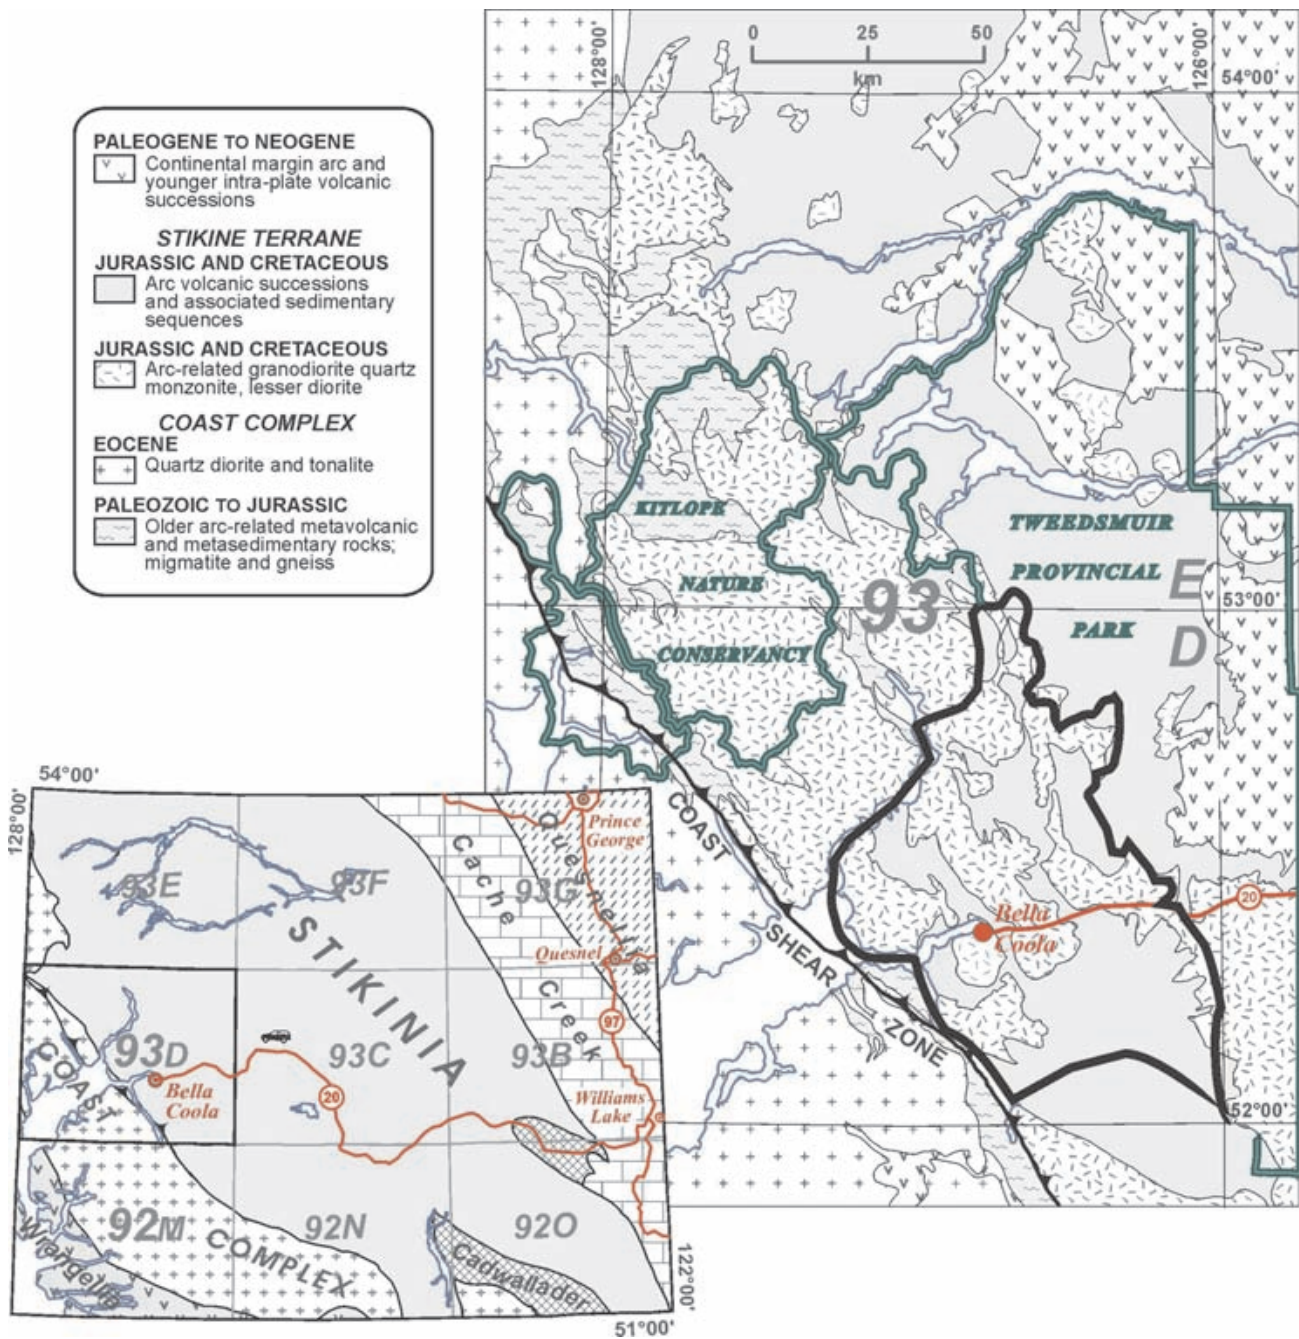 0 25 50
km
128°00'
126°00'
54°00'
PALEOGENE TO NEOGENE
Continental margin arc and
younger intra-plate volcanic
successions
STIKINE TERRANE
JURASSIC AND CRETACEOUS
Arc volcanic successions
and associated sedimentary
sequences
JURASSIC AND CRETACEOUS
Arc-related granodiorite quartz
monzonite, lesser diorite
COAST COMPLEX
EOCENE
Quartz diorite and tonalite
PALEOZOIC TO JURASSIC
Older arc-related metavolcanic
and metasedimentary rocks;
migmatite and gneiss
KITLOPE
NATURE
CONSERVANCY
TWEEDSMUIR
PROVINCIAL
PARK
93
E
D
53°00'
COAST
SHEAR
ZONE
Bella
Coola
20
52°00'
54°00'
128°00'
93E
93F
93G
Prince
George
Quesnellia
Cache
Creek
STIKINIA
Quesnel
97
93D
93C
93B
20
Bella
Coola
Williams
Lake
COAST
COMPLEX
92M
92N
92O
Wrangellia
Cadwallader
122°00'
51°00'